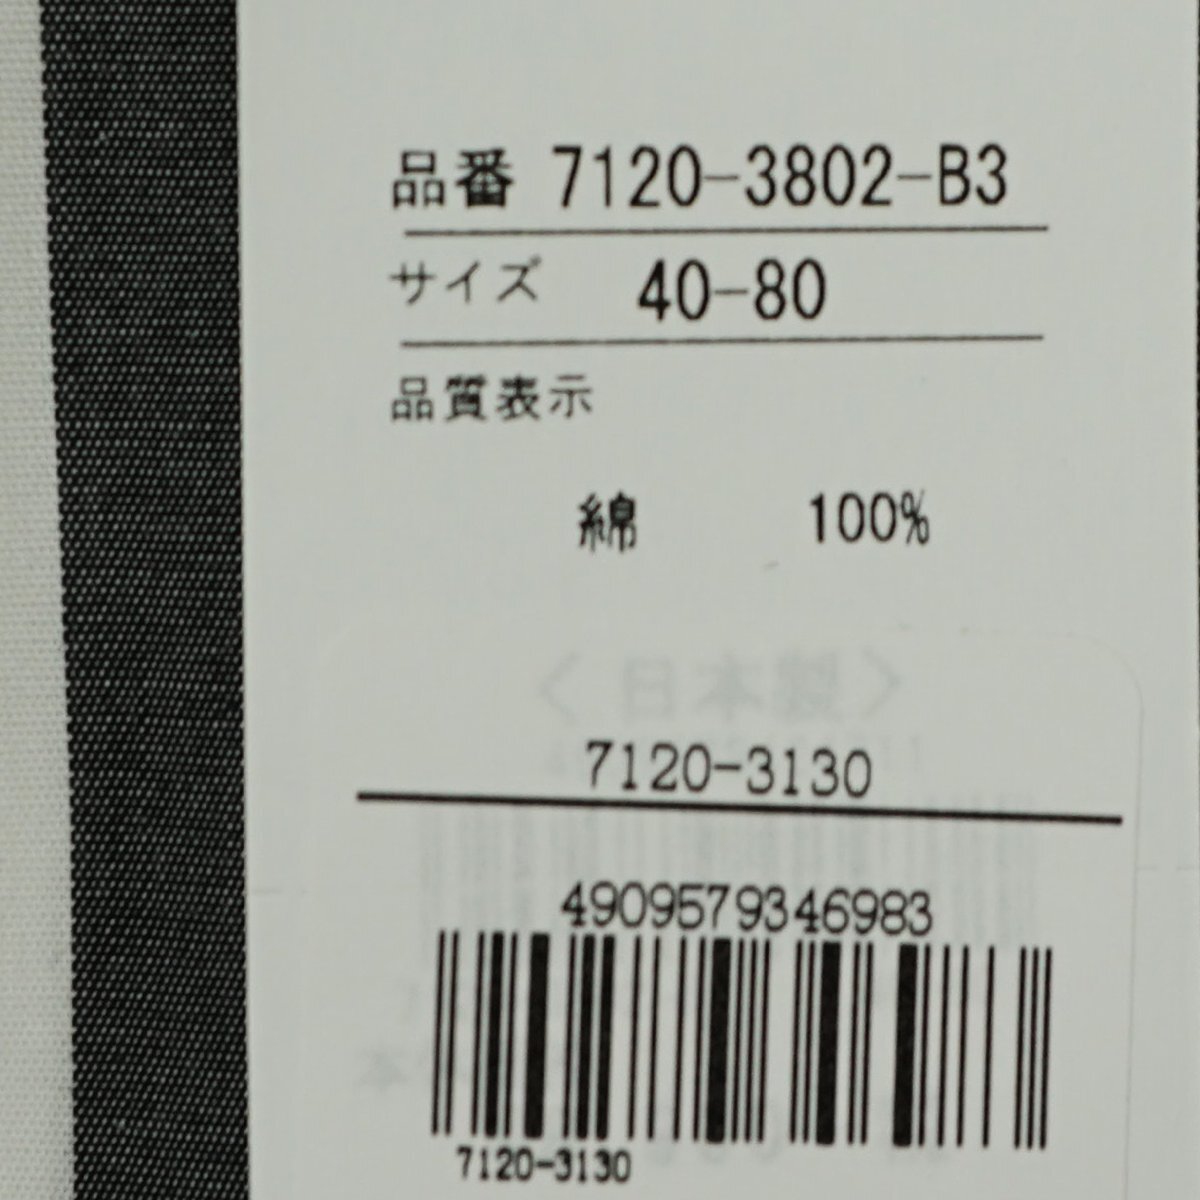 品番 7120-3802-B3
サイズ 40-80
品質表示
綿 100%
<日本製>
7120-3130
4909579346983
7120-3130